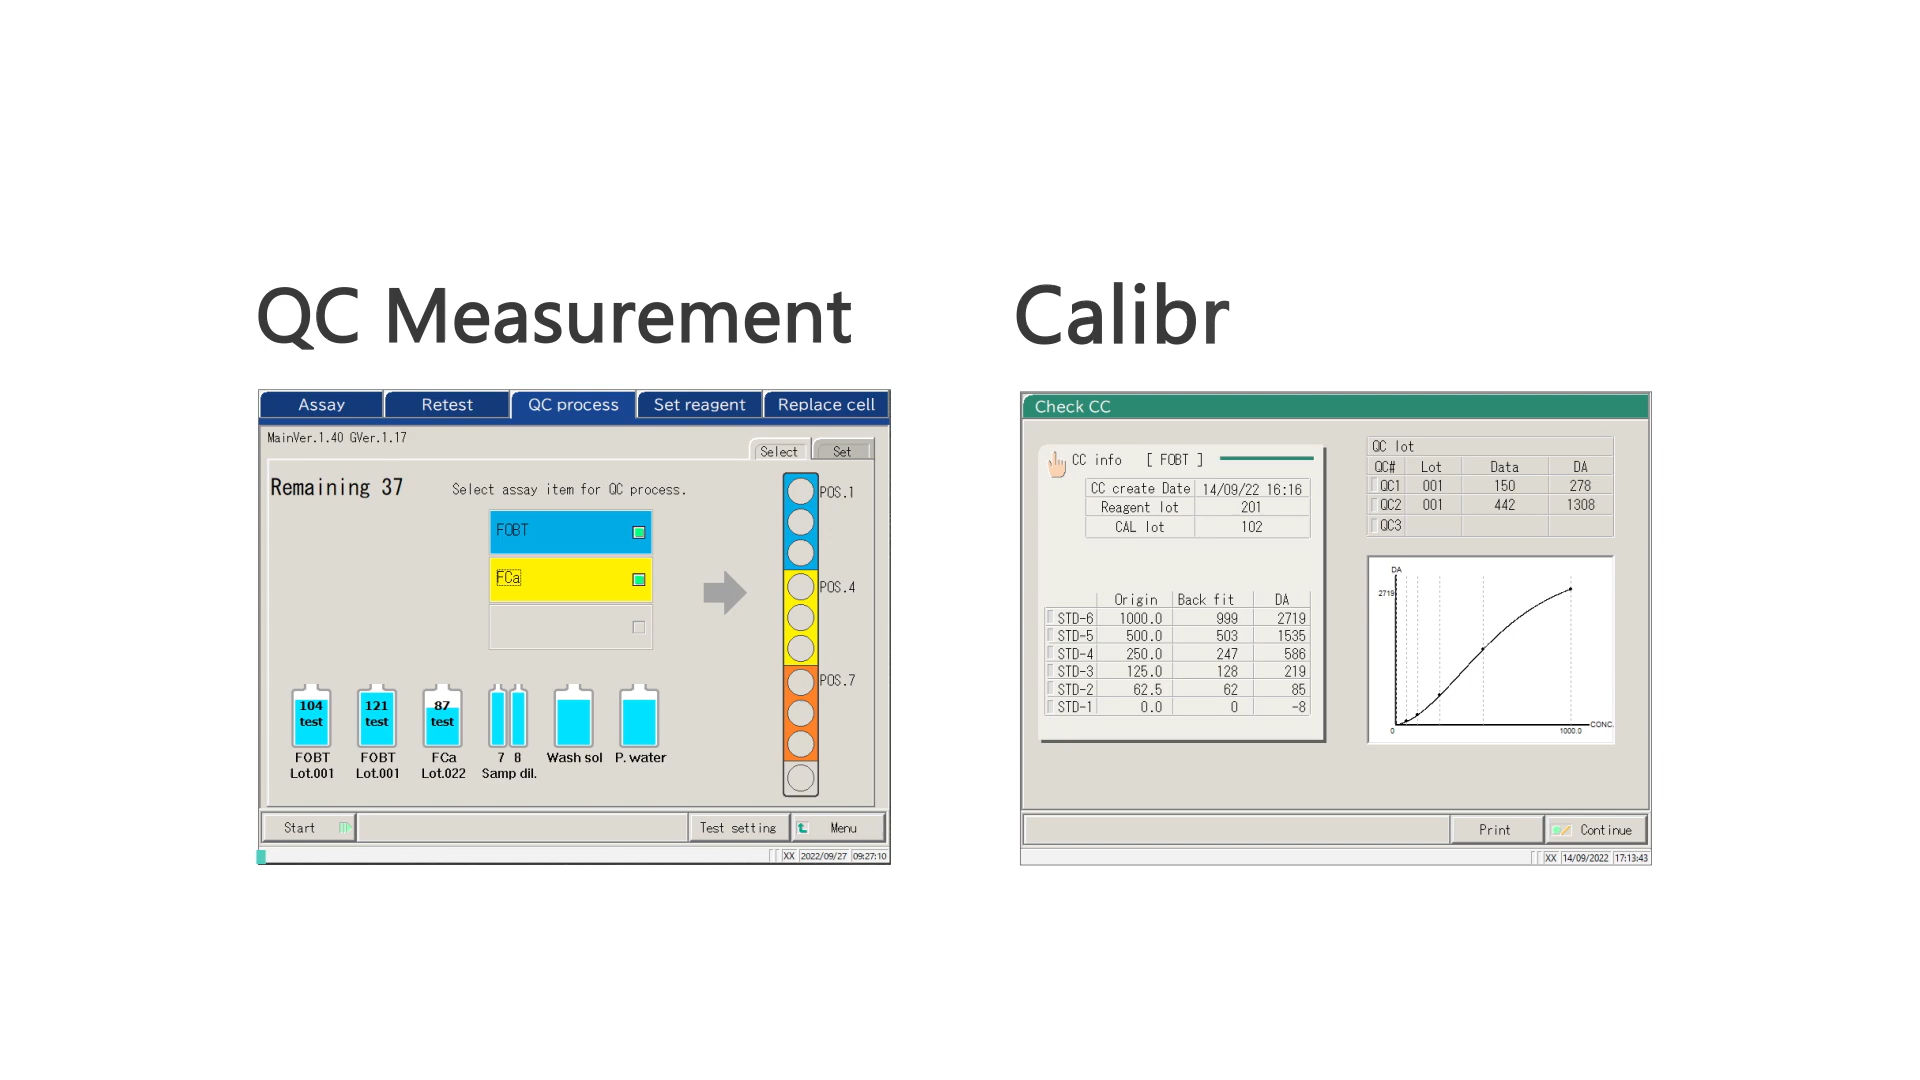 QC Measurement
Calibr
Assay Retest QC process Set reagent Replace cell
MainVer.1.40 GVer.1.17
Select Set
Remaining 37
Select assay item for QC process.
FOBT
FCa
POS.1
POS.4
POS.7
104 test
121 test
87 test
FOBT Lot.001
FOBT Lot.001
FCa Lot.022
7 8 Samp dil.
Wash sol
P. water
Start Test setting Menu
XX 2022/09/27 09:27:10
Check CC
CC info [ FOBT ]
CC create Date 14/09/22 16:16
Reagent lot 201
CAL lot 102
Origin Back fit DA
STD-6 1000.0 999 2719
STD-5 500.0 503 1535
STD-4 250.0 247 586
STD-3 125.0 128 219
STD-2 62.5 62 85
STD-1 0.0 0 -8
QC lot
QC# Lot Data DA
QC1 001 150 278
QC2 001 442 1308
QC3
DA
2719
CONC.
0 1000.0
Print Continue
XX 14/09/2022 17:13:43